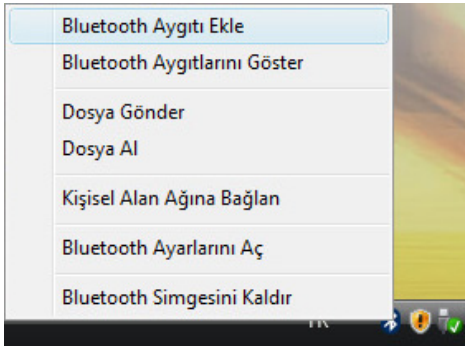 Bluetooth Aygıtı Ekle
Bluetooth Aygıtlarını Göster
Dosya Gönder
Dosya Al
Kişisel Alan Ağına Bağlan
Bluetooth Ayarlarını Aç
Bluetooth Simgesini Kaldır